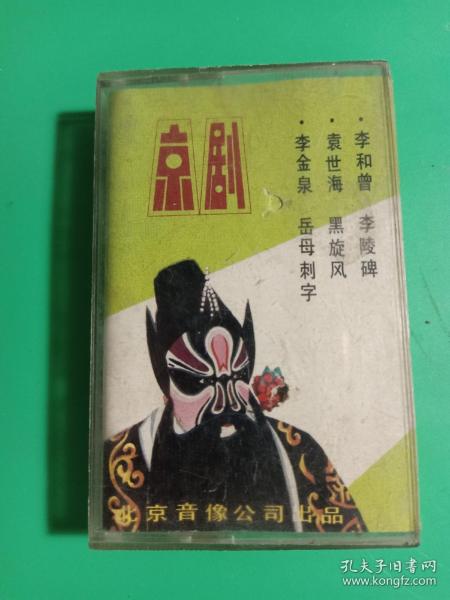 京剧
·李和曾 李陵碑
·袁世海 黑旋风
·李金泉 岳母刺字
北京音像公司出品
孔夫子旧书网
www.kongfz.com